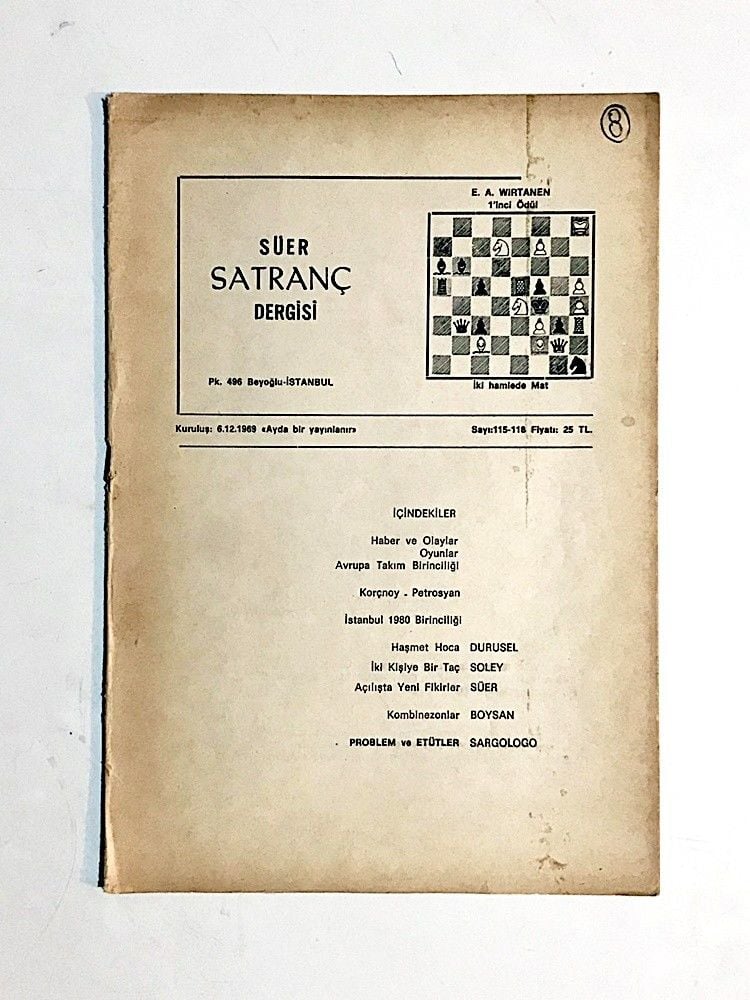 8
E. A. WIRTANEN
1'inci Ödül
SÜER
SATRANÇ
DERGİSİ
Pk. 496 Beyoğlu-İSTANBUL
İki hamlede Mat
Kuruluş: 6.12.1969 «Ayda bir yayınlanır»
Sayı:115-118 Fiyatı: 25 TL.
İÇİNDEKİLER
Haber ve Olaylar
Oyunlar
Avrupa Takım Birinciliği
Korçnoy - Petrosyan
İstanbul 1980 Birinciliği
Haşmet Hoca DURUSEL
İki Kişiye Bir Taç SOLEY
Açılışta Yeni Fikirler SÜER
Kombinezonlar BOYSAN
PROBLEM ve ETÜTLER SARGOLOGO